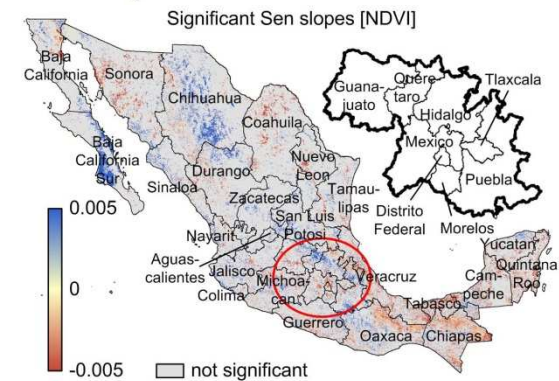 Significant Sen slopes [NDVI]
Baja
California
Sonora
Chihuahua
Coahuila
Guana-
juato
Quere
taro
Tlaxcala
Hidalgo
Mexico
Puebla
Distrito
Federal
Morelos
Baja
California
Sur
Sinaloa
Durango
Nuevo
Leon
Tamau-
lipas
Zacatecas
San Luis
Potosi
Nayarit
Aguas-
calientes
Jalisco
Colima
Michoa-
can
Veracruz
Guerrero
Oaxaca
Chiapas
Tabasco
Cam-
peche
Yucatan
Quintana
Roo
0.005
0
-0.005
not significant